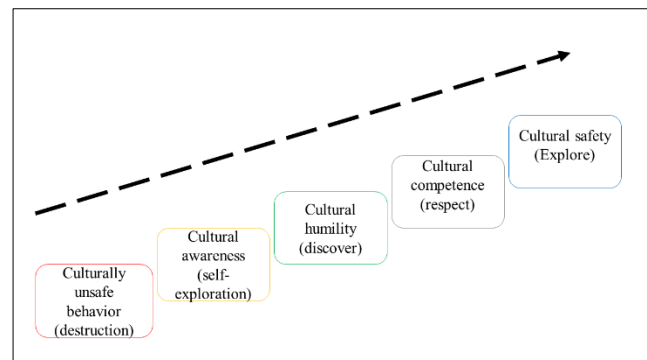 Culturally
unsafe
behavior
(destruction)
Cultural
awareness
(self-
exploration)
Cultural
humility
(discover)
Cultural
competence
(respect)
Cultural safety
(Explore)